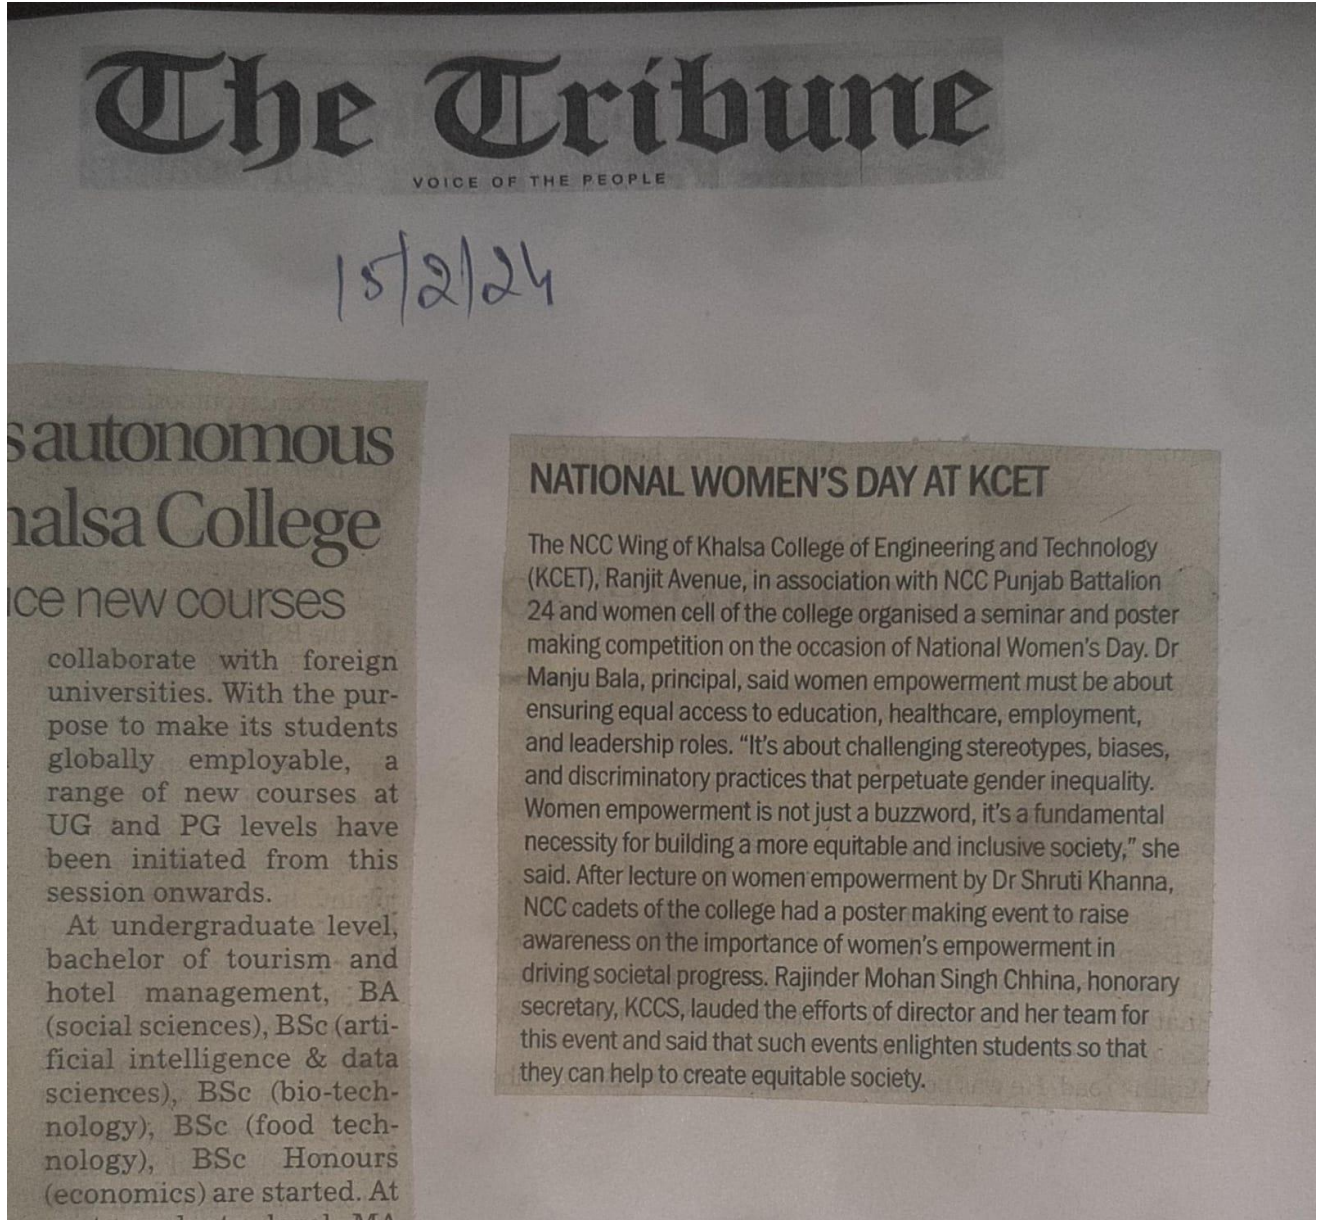 The Tribune
VOICE OF THE PEOPLE
15/2/24
s autonomous
halsa College
ice new courses
collaborate with foreign
universities. With the pur-
pose to make its students
globally employable, a
range of new courses at
UG and PG levels have
been initiated from this
session onwards.
At undergraduate level,
bachelor of tourism and
hotel management, BA
(social sciences), BSc (arti-
ficial intelligence & data
sciences), BSc (bio-tech-
nology), BSc (food tech-
nology), BSc Honours
(economics) are started. At
NATIONAL WOMEN'S DAY AT KCET
The NCC Wing of Khalsa College of Engineering and Technology
(KCET), Ranjit Avenue, in association with NCC Punjab Battalion
24 and women cell of the college organised a seminar and poster
making competition on the occasion of National Women's Day. Dr
Manju Bala, principal, said women empowerment must be about
ensuring equal access to education, healthcare, employment,
and leadership roles. “It's about challenging stereotypes, biases,
and discriminatory practices that perpetuate gender inequality.
Women empowerment is not just a buzzword, it's a fundamental
necessity for building a more equitable and inclusive society,” she
said. After lecture on women empowerment by Dr Shruti Khanna,
NCC cadets of the college had a poster making event to raise
awareness on the importance of women's empowerment in
driving societal progress. Rajinder Mohan Singh Chhina, honorary
secretary, KCCS, lauded the efforts of director and her team for
this event and said that such events enlighten students so that
they can help to create equitable society.